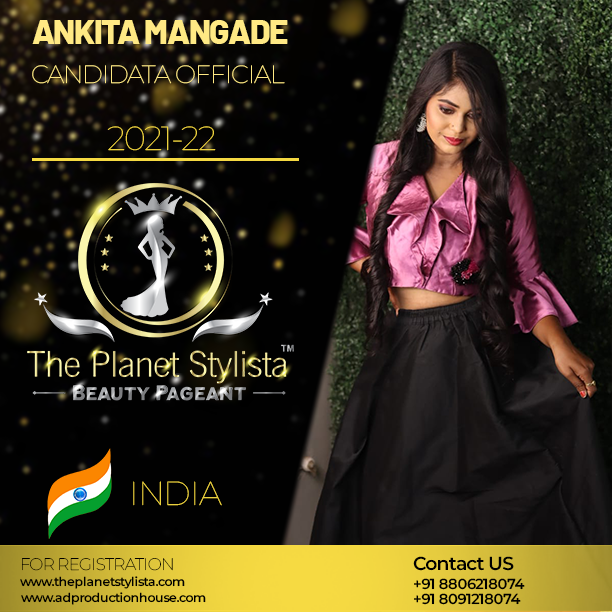 ANKITA MANGADE
CANDIDATA OFFICIAL
2021-22
The Planet Stylista™
BEAUTY PAGEANT
INDIA
FOR REGISTRATION
www.theplanetstylista.com
www.adproductionhouse.com
Contact US
+91 8806218074
+91 8091218074